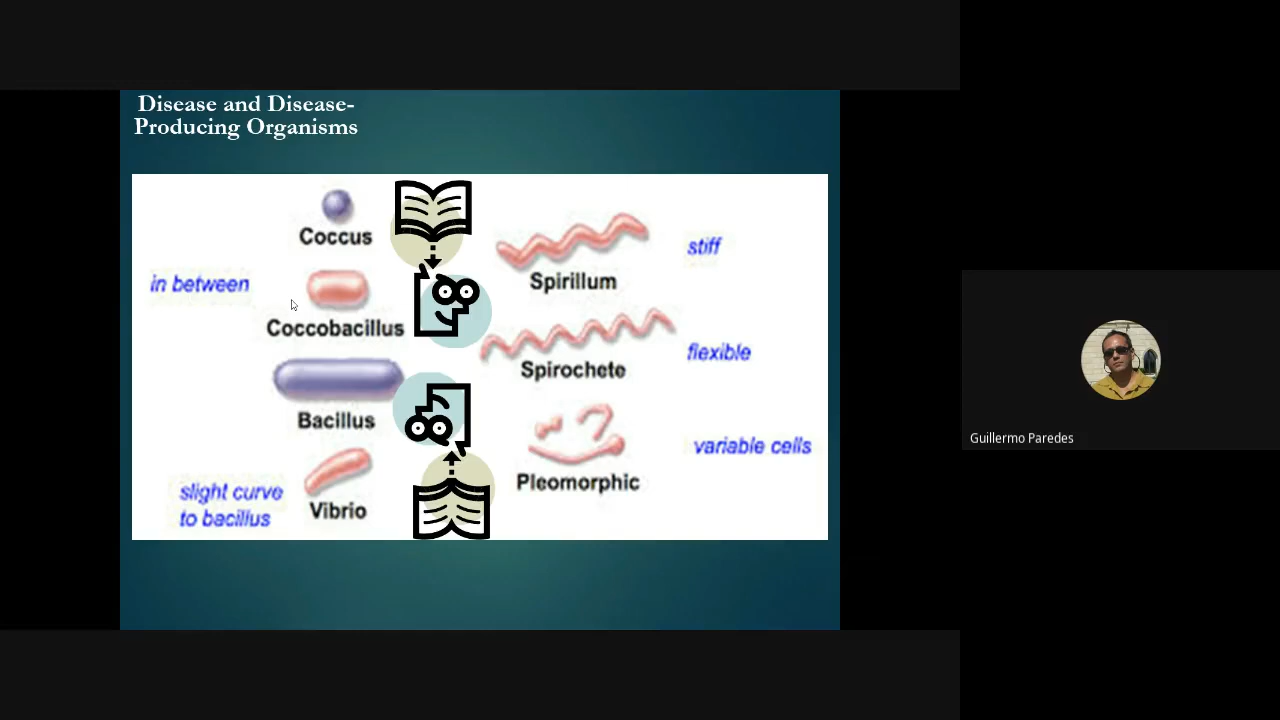 Disease and Disease-
Producing Organisms
Coccus
in between
Coccobacillus
Bacillus
slight curve
to bacillus
Vibrio
Spirillum
stiff
Spirochete
flexible
Pleomorphic
variable cells
Guillermo Paredes